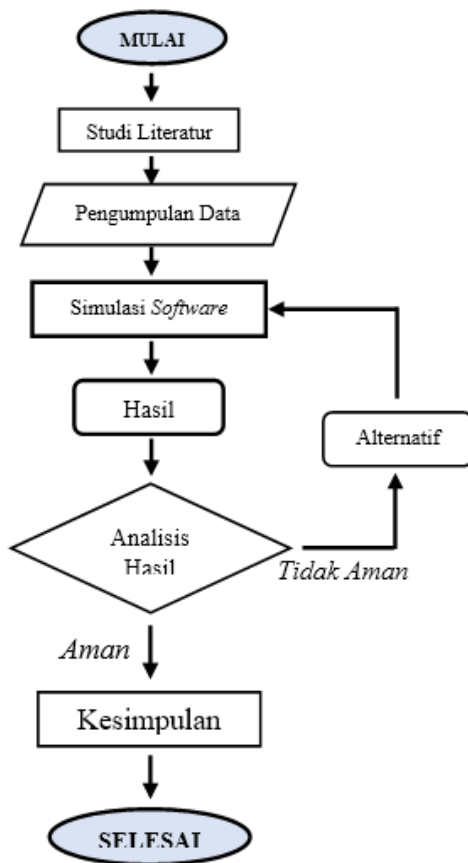 MULAI
Studi Literatur
Pengumpulan Data
Simulasi Software
Hasil
Alternatif
Analisis
Hasil
Tidak Aman
Aman
Kesimpulan
SELESAI